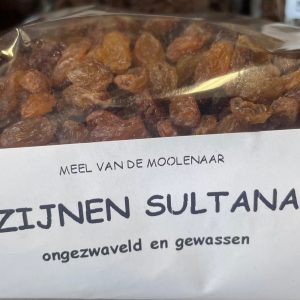 MEEL VAN DE MOOLENAAR
ZIJNEN SULTANA
ongezwaveld en gewassen